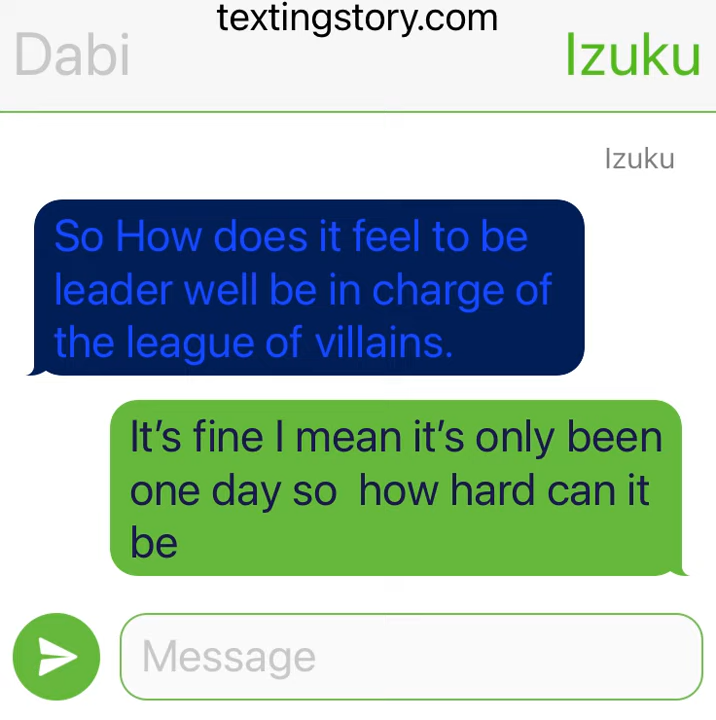 textingstory.com
Dabi Izuku
Izuku
So How does it feel to be
leader well be in charge of
the league of villains.
It’s fine I mean it’s only been
one day so  how hard can it
be
Message